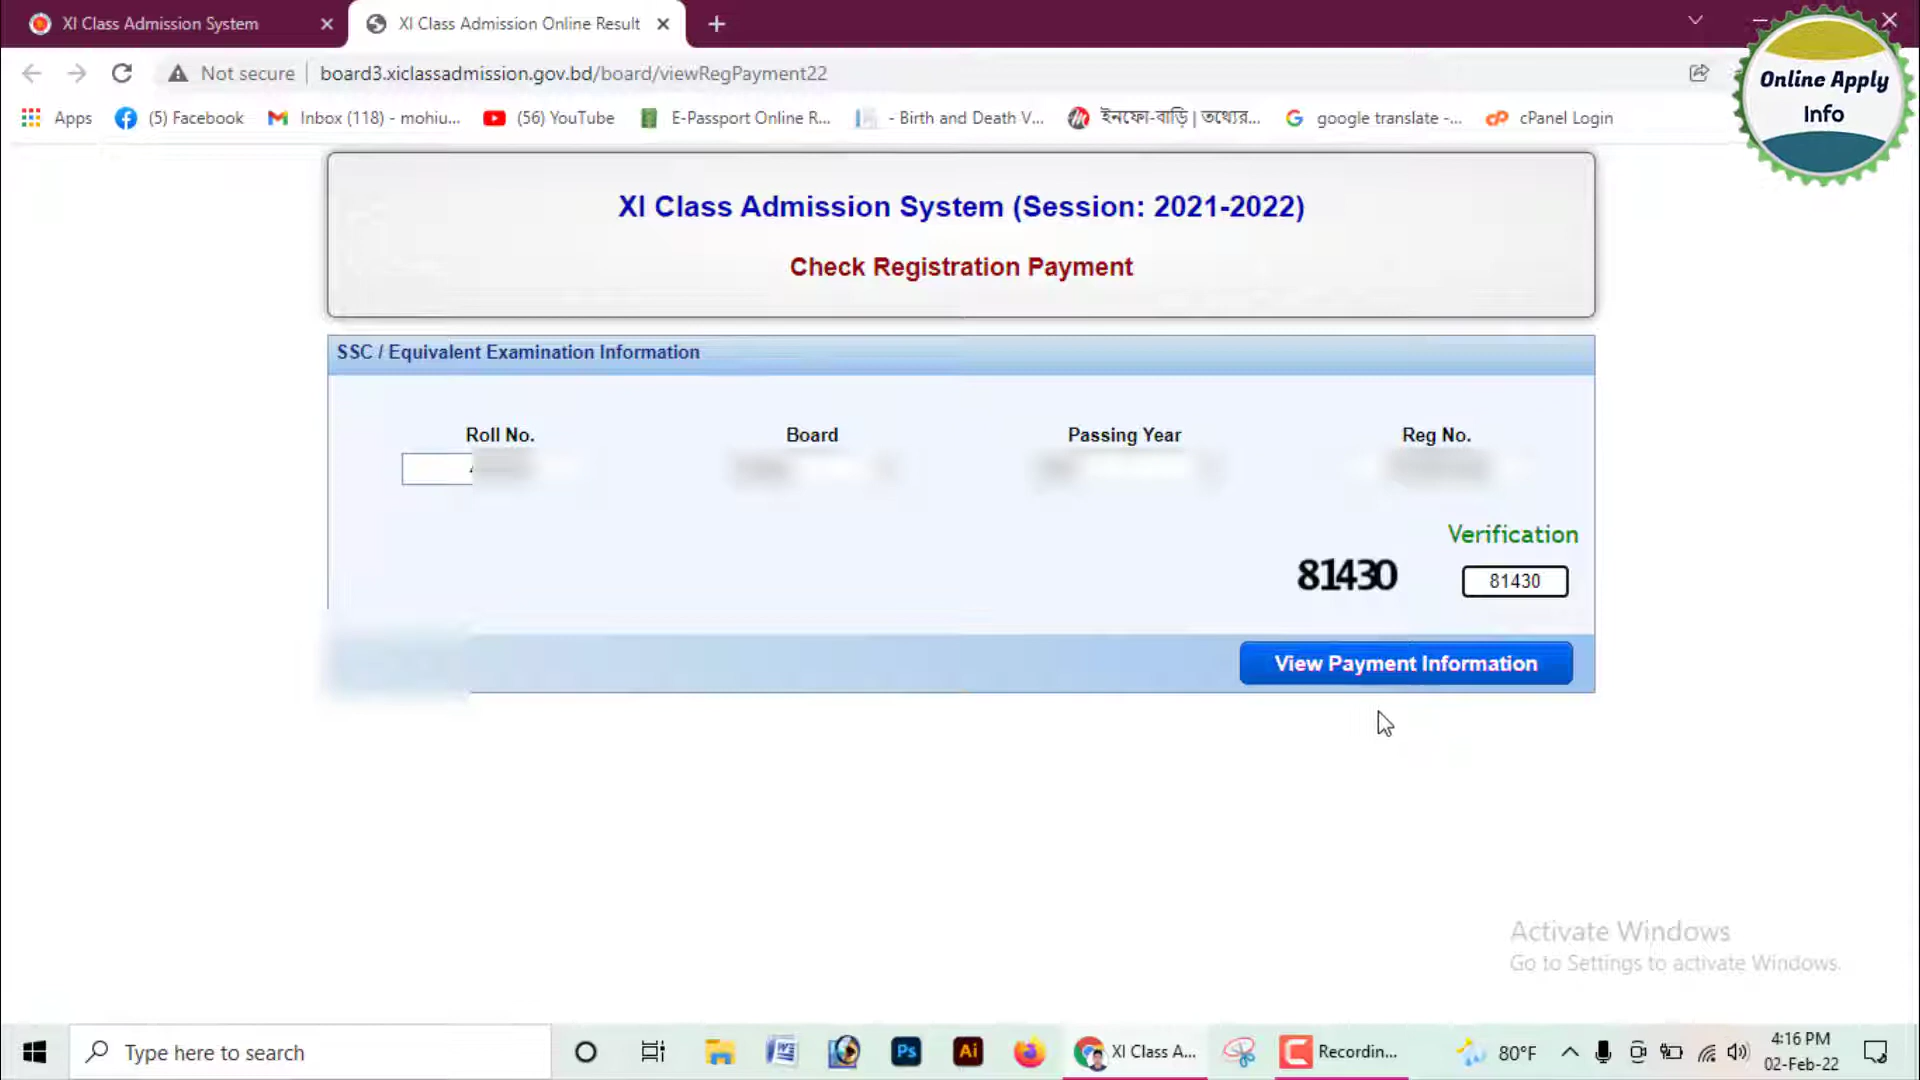 XI Class Admission System
XI Class Admission Online Result
Not secure
board3.xiclassadmission.gov.bd/board/viewRegPayment22
Online Apply
Info
Apps
(5) Facebook
Inbox (118) - mohiu...
(56) YouTube
E-Passport Online R...
- Birth and Death V...
ইনফো-বাড়ি | তথ্যের...
google translate -...
cPanel Login
XI Class Admission System (Session: 2021-2022)
Check Registration Payment
SSC / Equivalent Examination Information
Roll No.
Board
Passing Year
Reg No.
Verification
81430
81430
View Payment Information
Activate Windows
Go to Settings to activate Windows.
Type here to search
Ps
Ai
XI Class A...
Recordin...
80°F
4:16 PM
02-Feb-22